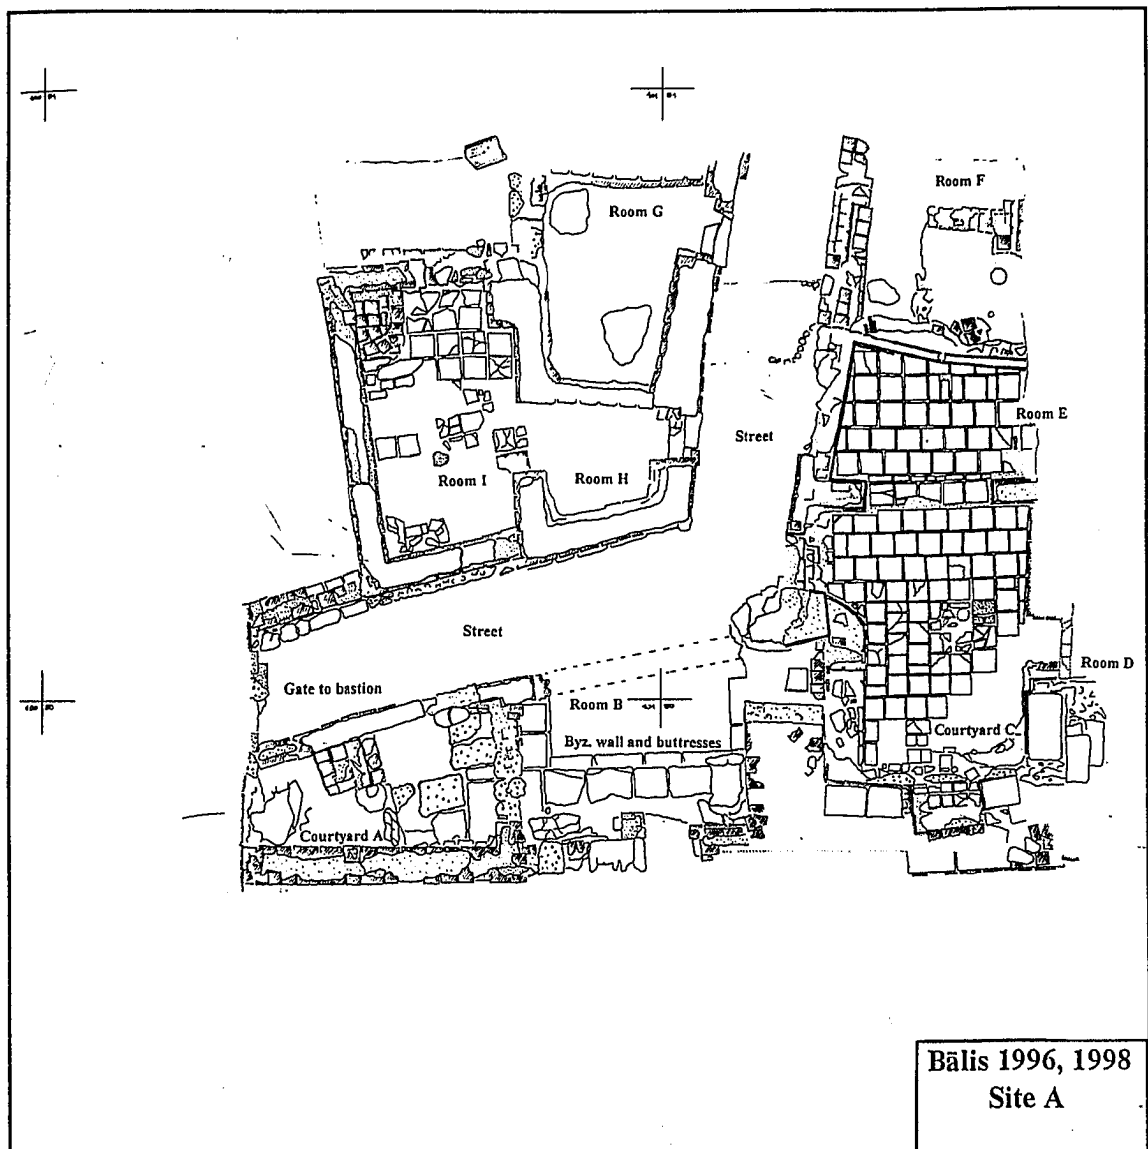 Room F
Room G
Room E
Street
Room I
Room H
Street
Room D
Gate to bastion
Room B
Courtyard C
Byz. wall and buttresses
Courtyard A
Bālis 1996, 1998
Site A